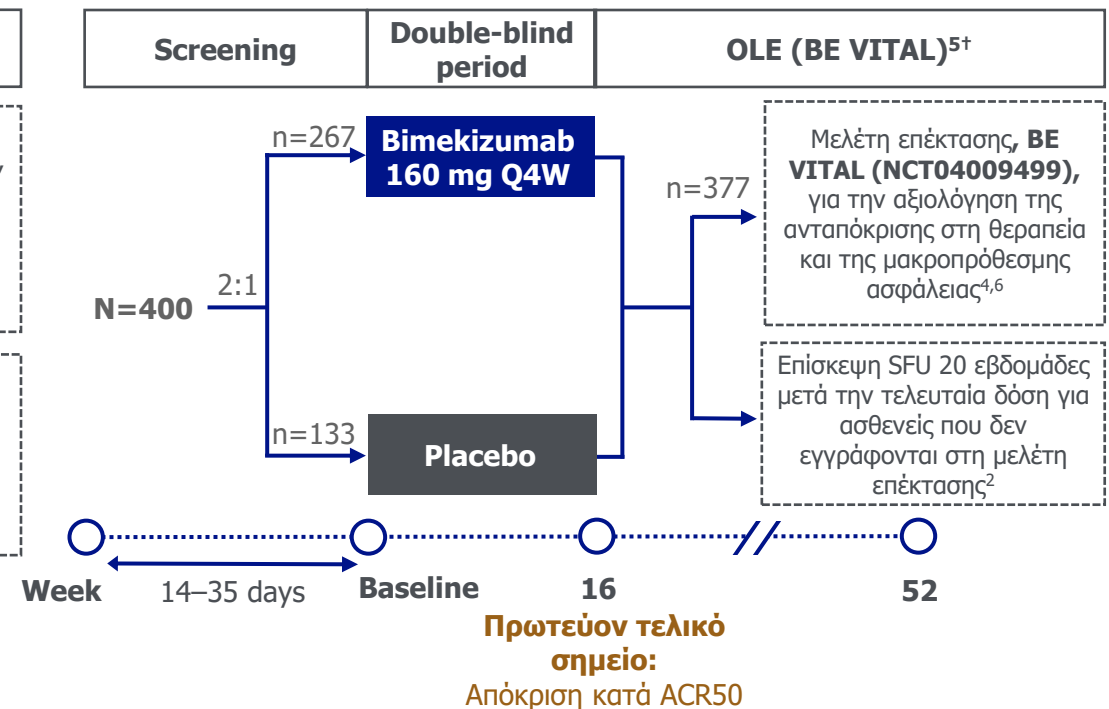 Screening
Double-blind
period
OLE (BE VITAL)5†
n=267
Bimekizumab
160 mg Q4W
N=400
2:1
n=133
Placebo
n=377
Μελέτη επέκτασης, BE
VITAL (NCT04009499),
για την αξιολόγηση της
ανταπόκρισης στη θεραπεία
και της μακροπρόθεσμης
ασφάλειας4,6
Επίσκεψη SFU 20 εβδομάδες
μετά την τελευταία δόση για
ασθενείς που δεν
εγγράφονται στη μελέτη
επέκτασης2
Week
14–35 days
Baseline
16
52
Πρωτεύον τελικό
σημείο:
Απόκριση κατά ACR50